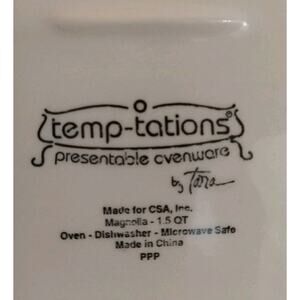 temp-tations®
presentable ovenware
by Tara
Made for CSA, Inc.
Magnolia - 1.5 QT
Oven - Dishwasher - Microwave Safe
Made in China
PPP